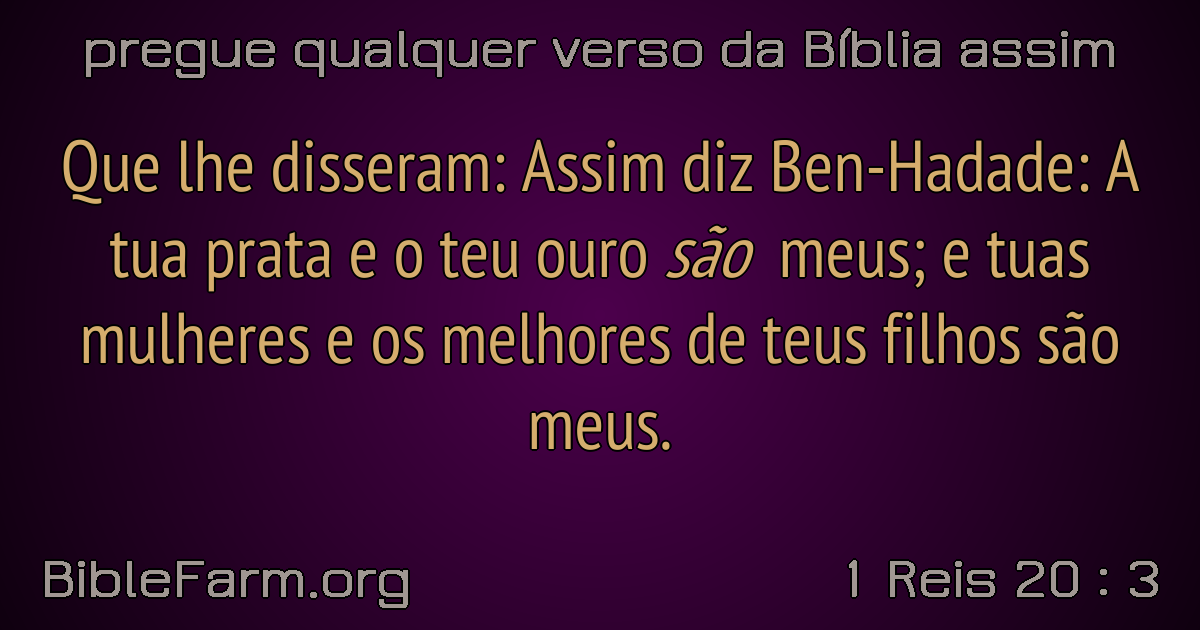 pregue qualquer verso da Bíblia assim
Que lhe disseram: Assim diz Ben-Hadade: A
tua prata e o teu ouro são meus; e tuas
mulheres e os melhores de teus filhos são
meus.
BibleFarm.org
1 Reis 20 : 3